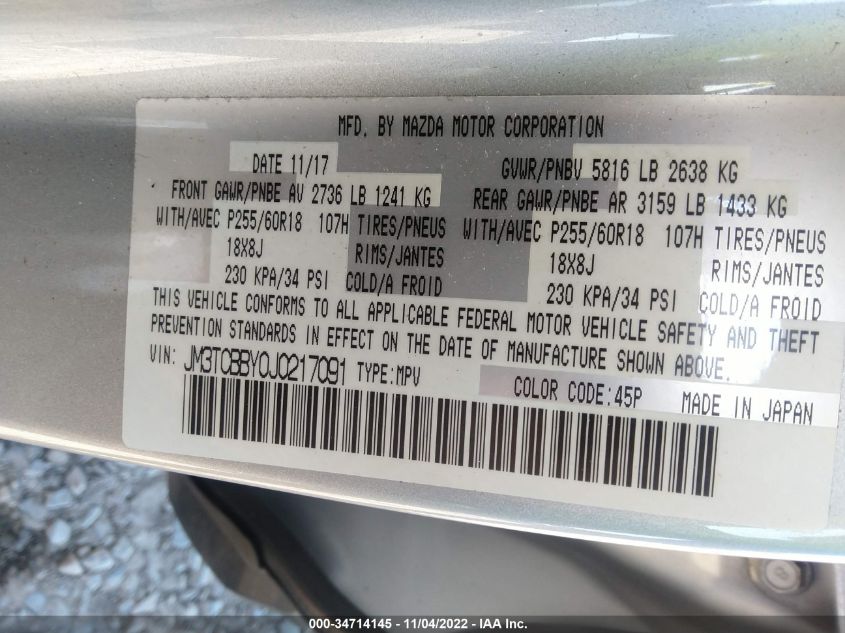 MFD. BY MAZDA MOTOR CORPORATION
DATE 11/17
GVWR/PNBV 5816 LB 2638 KG
FRONT GAWR/PNBE AV 2736 LB 1241 KG
REAR GAWR/PNBE AR 3159 LB 1433 KG
WITH/AVEC P255/60R18 107H TIRES/PNEUS
WITH/AVEC P255/60R18 107H TIRES/PNEUS
18X8J RIMS/JANTES
18X8J RIMS/JANTES
230 KPA/34 PSI COLD/A FROID
230 KPA/34 PSI COLD/A FROID
THIS VEHICLE CONFORMS TO ALL APPLICABLE FEDERAL MOTOR VEHICLE SAFETY AND THEFT
PREVENTION STANDARDS IN EFFECT ON THE DATE OF MANUFACTURE SHOWN ABOVE.
VIN: JM3TCBBY0J0217091 TYPE:MPV
COLOR CODE:45P MADE IN JAPAN
000-34714145 - 11/04/2022 - IAA Inc.